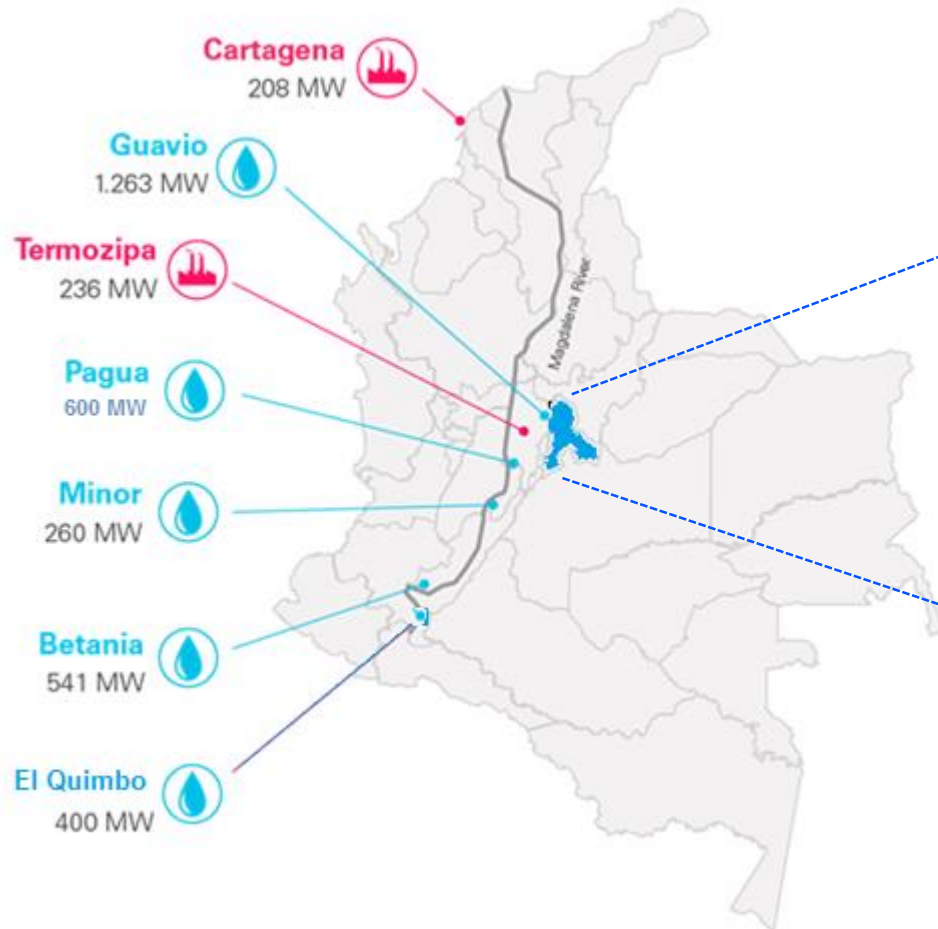 Cartagena
208 MW
Guavio
1.263 MW
Termozipa
236 MW
Magdalena River
Pagua
600 MW
Minor
260 MW
Betania
541 MW
El Quimbo
400 MW